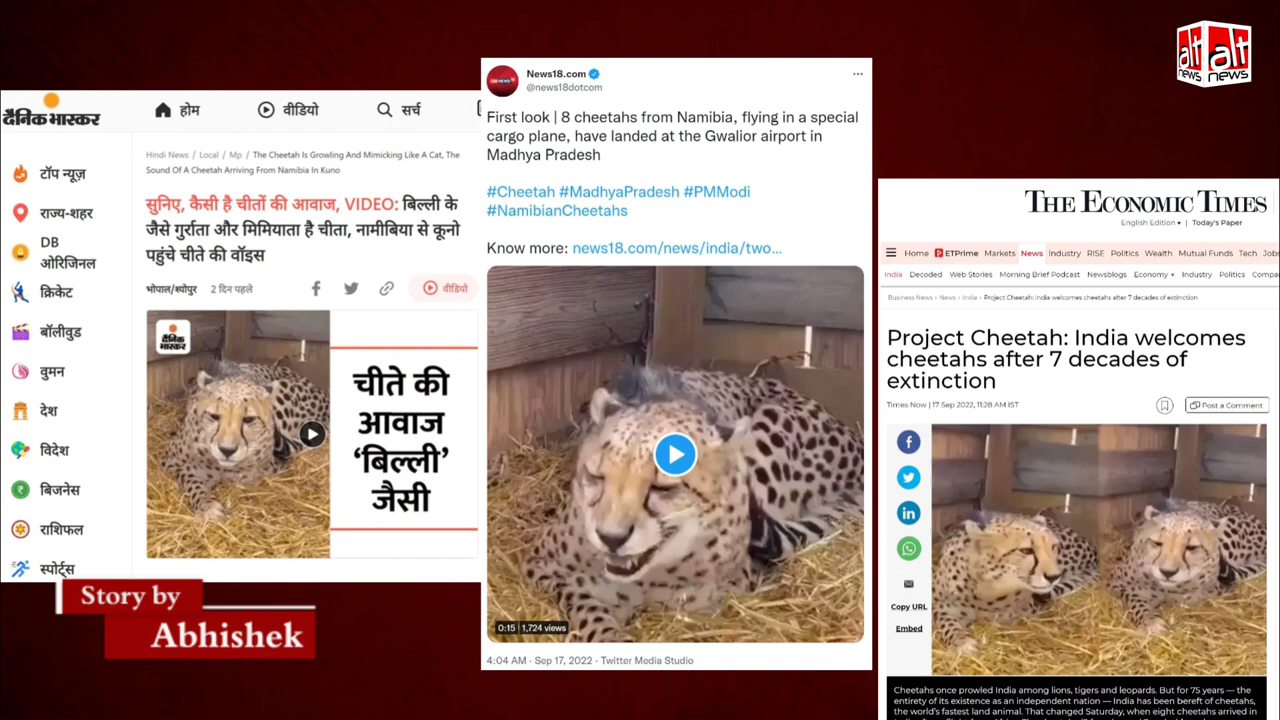 alt news
alt news
दैनिक भास्कर
होम
वीडियो
सर्च
टॉप न्यूज़
राज्य-शहर
DB
ओरिजिनल
क्रिकेट
बॉलीवुड
वुमन
देश
विदेश
बिजनेस
राशिफल
स्पोर्ट्स
Hindi News / Local / Mp / The Cheetah Is Growling And Mimicking Like A Cat, The
Sound Of A Cheetah Arriving From Namibia In Kuno
सुनिए, कैसी है चीतों की आवाज, VIDEO: बिल्ली के
जैसे गुर्राता और मिमियाता है चीता, नामीबिया से कूनो
पहुंचे चीते की वॉइस
भोपाल/श्योपुर 2 दिन पहले
वीडियो
दैनिक
भास्कर
चीते की
आवाज
‘बिल्ली’
जैसी
Story by
Abhishek
News18.com
@news18dotcom
First look | 8 cheetahs from Namibia, flying in a special
cargo plane, have landed at the Gwalior airport in
Madhya Pradesh
#Cheetah #MadhyaPradesh #PMModi
#NamibianCheetahs
Know more: news18.com/news/india/two...
0:15 1,724 views
4:04 AM · Sep 17, 2022 · Twitter Media Studio
THE ECONOMIC TIMES
English Edition | Today's Paper
Home ETPrime Markets News Industry RISE Politics Wealth Mutual Funds Tech Jobs
India Decoded Web Stories Morning Brief Podcast Newsblogs Economy Industry Politics Compa
Business News › News › India › Project Cheetah: India welcomes cheetahs after 7 decades of extinction
Project Cheetah: India welcomes
cheetahs after 7 decades of
extinction
Times Now | 17 Sep 2022, 11:28 AM IST
Post a Comment
Copy URL
Embed
Cheetahs once prowled India among lions, tigers and leopards. But for 75 years — the
entirety of its existence as an independent nation — India has been bereft of cheetahs,
the world's fastest land animal. That changed Saturday, when eight cheetahs arrived in